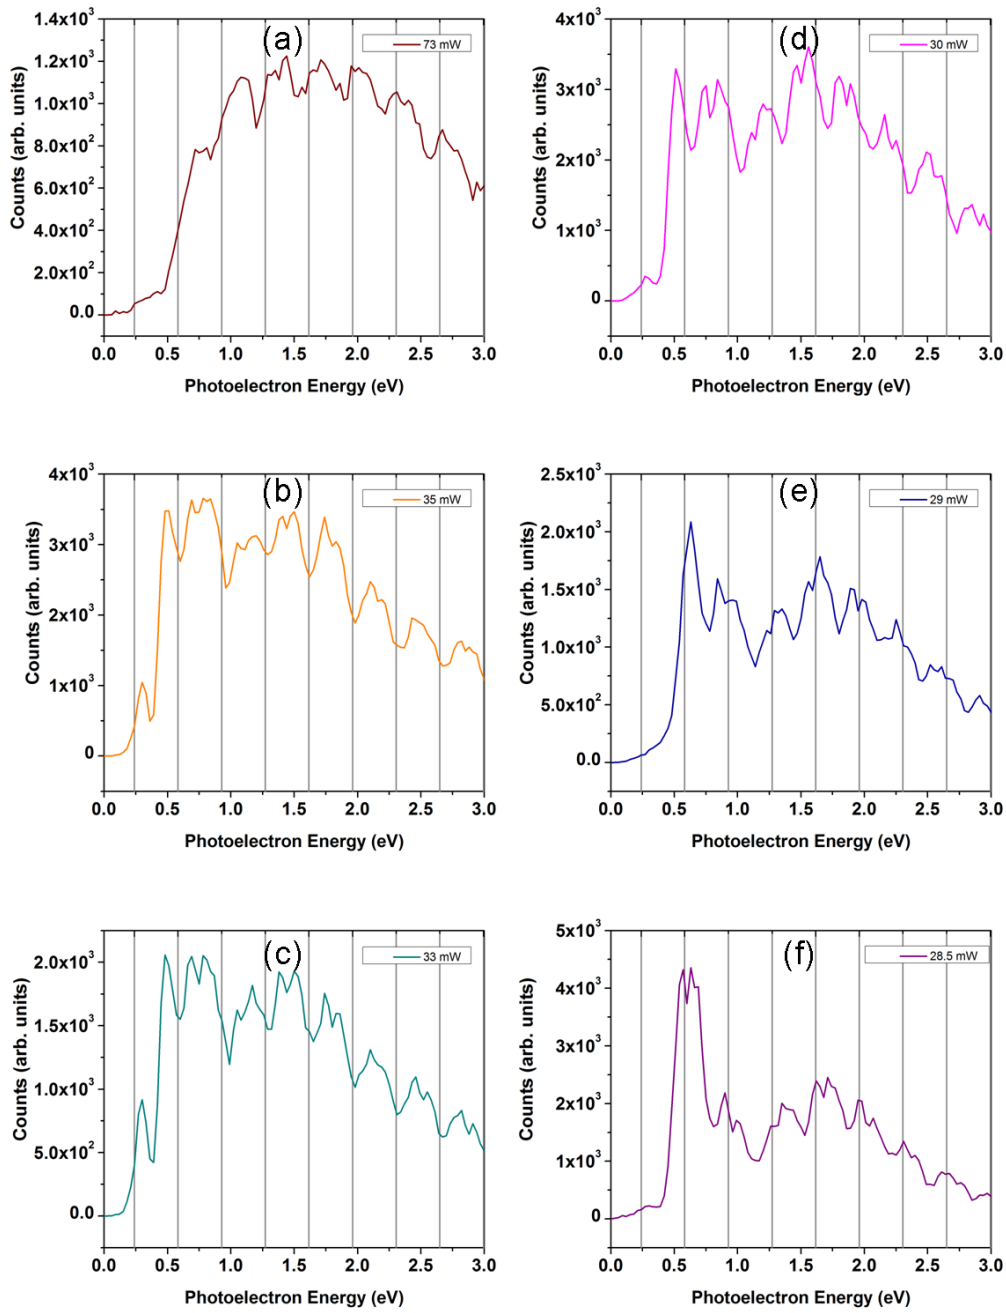 (a)
73 mW
1.4x10³
1.2x10³
1.0x10³
8.0x10²
6.0x10²
4.0x10²
2.0x10²
0.0
Counts (arb. units)
0.0 0.5 1.0 1.5 2.0 2.5 3.0
Photoelectron Energy (eV)
(d)
30 mW
4x10³
3x10³
2x10³
1x10³
0
Counts (arb. units)
0.0 0.5 1.0 1.5 2.0 2.5 3.0
Photoelectron Energy (eV)
(b)
35 mW
4x10³
3x10³
2x10³
1x10³
0
Counts (arb. units)
0.0 0.5 1.0 1.5 2.0 2.5 3.0
Photoelectron Energy (eV)
(e)
29 mW
2.5x10³
2.0x10³
1.5x10³
1.0x10³
5.0x10²
0.0
Counts (arb. units)
0.0 0.5 1.0 1.5 2.0 2.5 3.0
Photoelectron Energy (eV)
(c)
33 mW
2.0x10³
1.5x10³
1.0x10³
5.0x10²
0.0
Counts (arb. units)
0.0 0.5 1.0 1.5 2.0 2.5 3.0
Photoelectron Energy (eV)
(f)
28.5 mW
5x10³
4x10³
3x10³
2x10³
1x10³
0
Counts (arb. units)
0.0 0.5 1.0 1.5 2.0 2.5 3.0
Photoelectron Energy (eV)